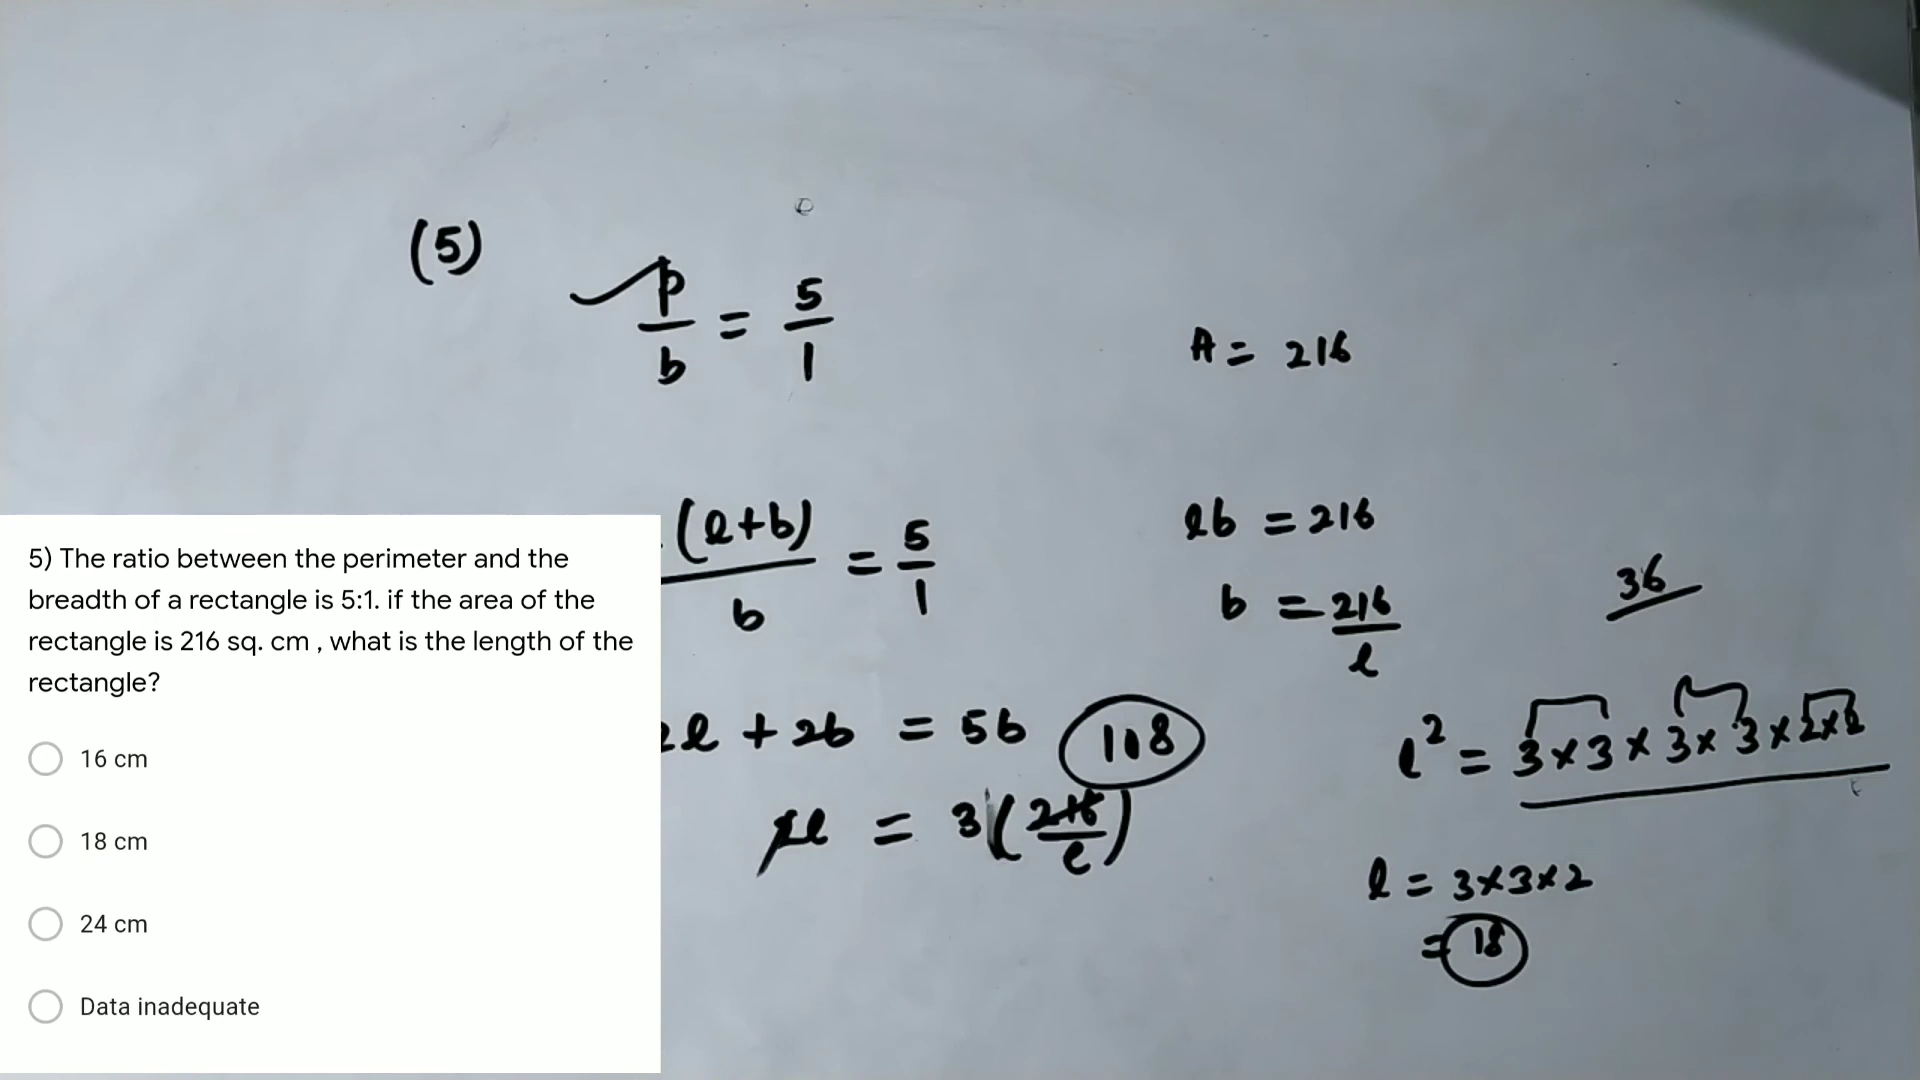 (5)
p/b = 5/1
A = 216
(l+b)/b = 5/1
lb = 216
b = 216/l
36
2l + 2b = 5b
108
2l = 3(216/l)
l² = 3×3×3×3×2×2
l = 3×3×2
= 18
5) The ratio between the perimeter and the
breadth of a rectangle is 5:1. if the area of the
rectangle is 216 sq. cm , what is the length of the
rectangle?
16 cm
18 cm
24 cm
Data inadequate